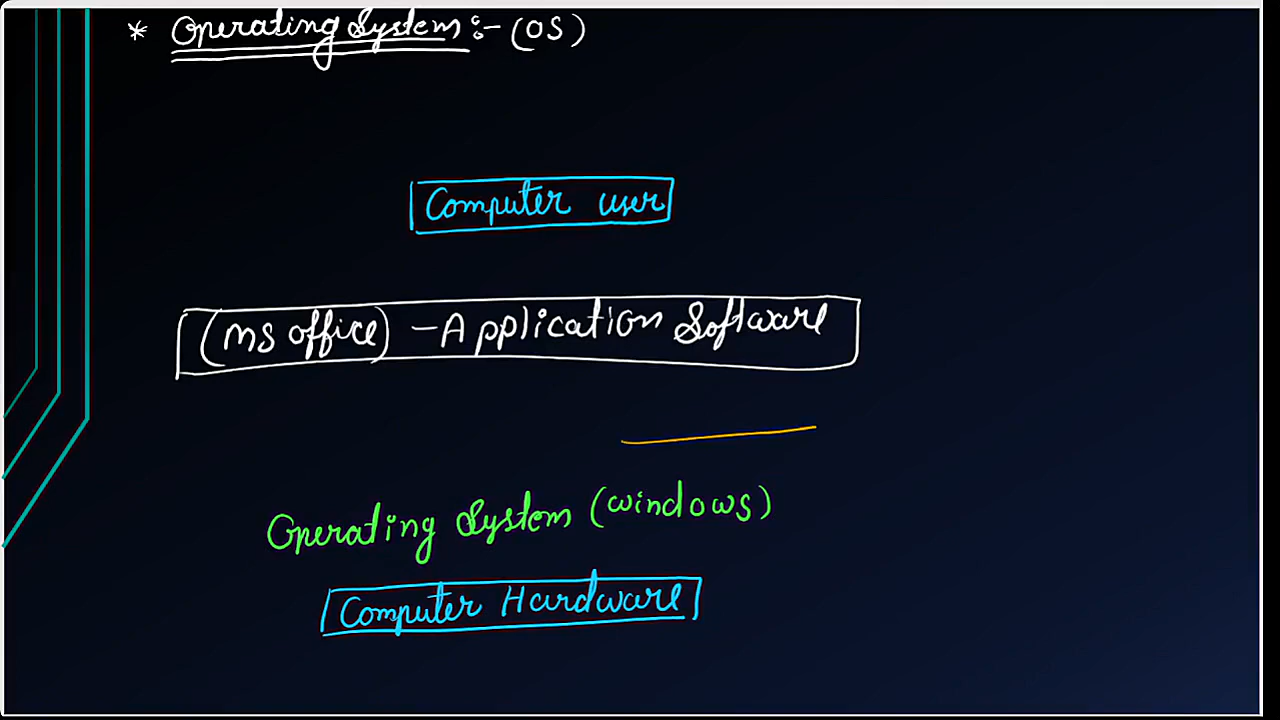 * Operating System :- (OS)
Computer user
(MS office) - Application Software
Operating System (windows)
Computer Hardware